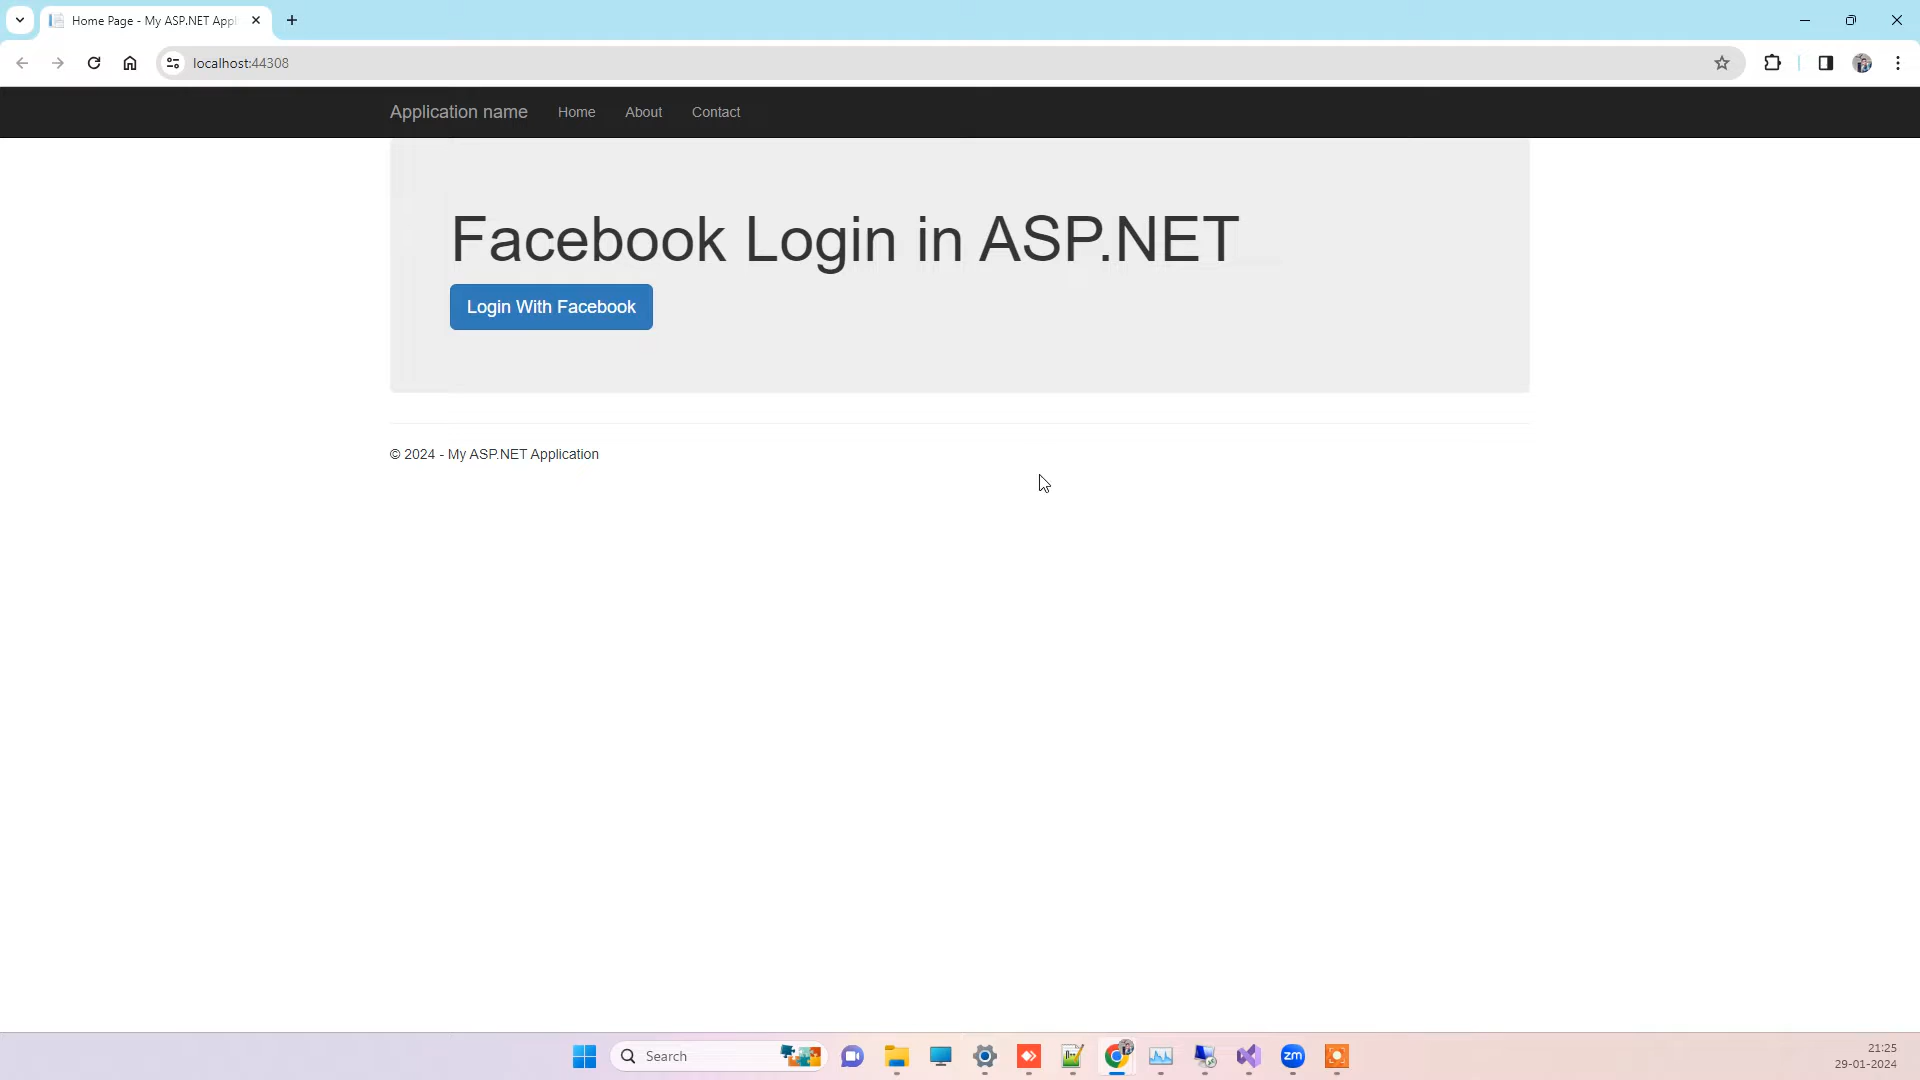 Home Page - My ASP.NET Appl
localhost:44308
Application name Home About Contact
Facebook Login in ASP.NET
Login With Facebook
© 2024 - My ASP.NET Application
Search
zm
21:25
29-01-2024